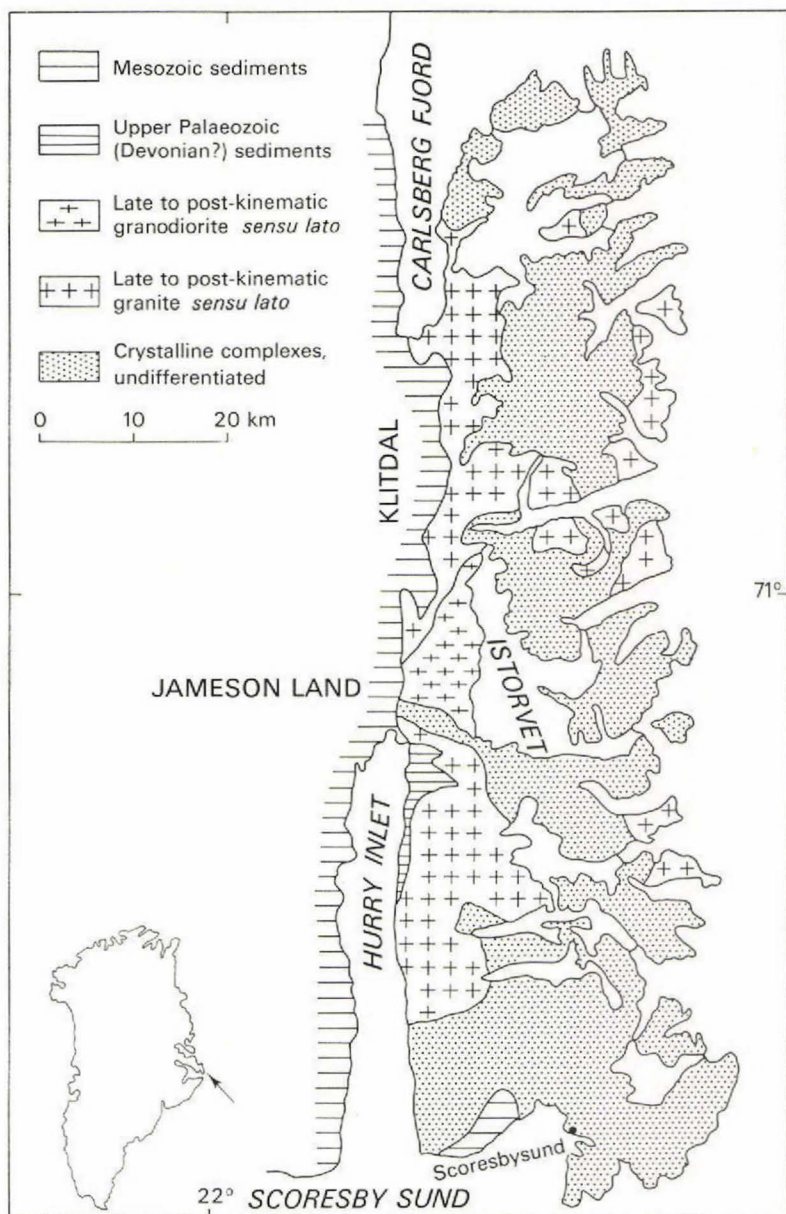 Mesozoic sediments
Upper Palaeozoic
(Devonian?) sediments
Late to post-kinematic
granodiorite sensu lato
Late to post-kinematic
granite sensu lato
Crystalline complexes,
undifferentiated
0 10 20 km
CARLSBERG FJORD
KLITDAL
71°
ISTORVET
JAMESON LAND
HURRY INLET
Scoresbysund
22° SCORESBY SUND